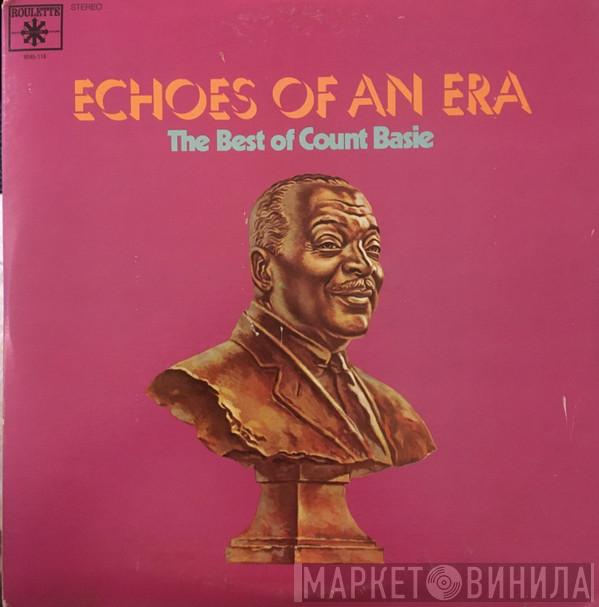 ROULETTE
STEREO
ECHOES OF AN ERA
The Best of Count Basie
МАРКЕТ ВИНИЛА